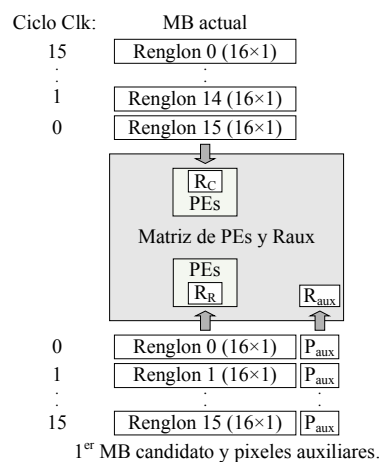 Ciclo Clk: MB actual
15 Renglon 0 (16×1)
1 Renglon 14 (16×1)
0 Renglon 15 (16×1)
R_C
PEs
Matriz de PEs y Raux
PEs
R_R R_aux
0 Renglon 0 (16×1) P_aux
1 Renglon 1 (16×1) P_aux
15 Renglon 15 (16×1) P_aux
1^er MB candidato y pixeles auxiliares.